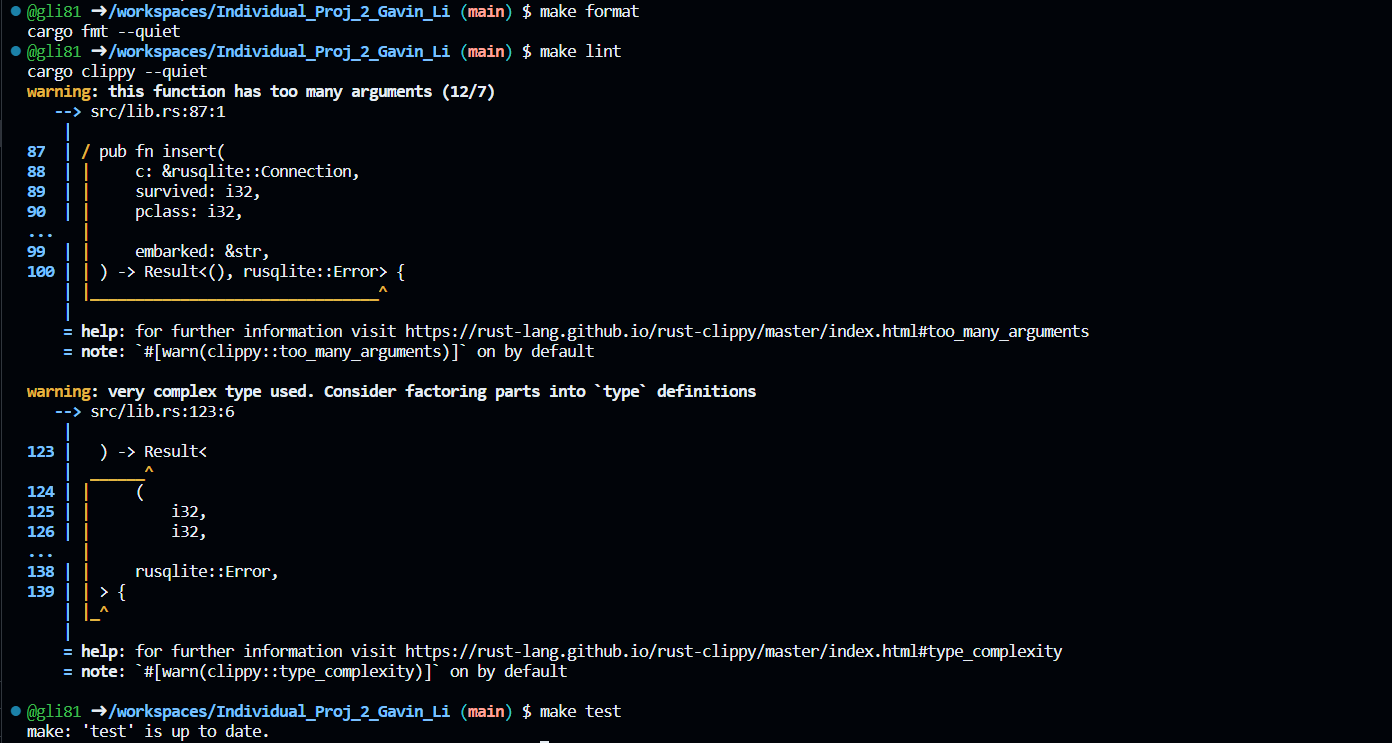 @gli81 ➜/workspaces/Individual_Proj_2_Gavin_Li (main) $ make format
cargo fmt --quiet
@gli81 ➜/workspaces/Individual_Proj_2_Gavin_Li (main) $ make lint
cargo clippy --quiet
warning: this function has too many arguments (12/7)
   --> src/lib.rs:87:1
    |
87  | / pub fn insert(
88  | |     c: &rusqlite::Connection,
89  | |     survived: i32,
90  | |     pclass: i32,
...   |
99  | |     embarked: &str,
100 | | ) -> Result<(), rusqlite::Error> {
    | |________________________________^
    |
    = help: for further information visit https://rust-lang.github.io/rust-clippy/master/index.html#too_many_arguments
    = note: `#[warn(clippy::too_many_arguments)]` on by default
warning: very complex type used. Consider factoring parts into `type` definitions
   --> src/lib.rs:123:6
    |
123 |   ) -> Result<
    |  ______^
124 | |     (
125 | |         i32,
126 | |         i32,
...   |
138 | |     rusqlite::Error,
139 | | > {
    | |_^
    |
    = help: for further information visit https://rust-lang.github.io/rust-clippy/master/index.html#type_complexity
    = note: `#[warn(clippy::type_complexity)]` on by default
@gli81 ➜/workspaces/Individual_Proj_2_Gavin_Li (main) $ make test
make: 'test' is up to date.